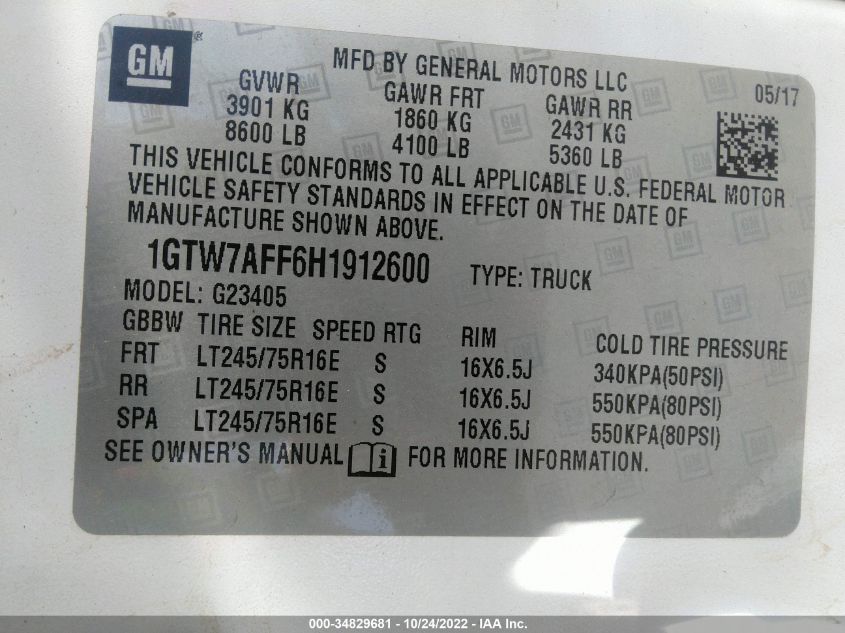 GM
MFD BY GENERAL MOTORS LLC
05/17
GVWR GAWR FRT GAWR RR
3901 KG 1860 KG 2431 KG
8600 LB 4100 LB 5360 LB
THIS VEHICLE CONFORMS TO ALL APPLICABLE U.S. FEDERAL MOTOR
VEHICLE SAFETY STANDARDS IN EFFECT ON THE DATE OF
MANUFACTURE SHOWN ABOVE.
1GTW7AFF6H1912600 TYPE: TRUCK
MODEL: G23405
GBBW TIRE SIZE SPEED RTG RIM COLD TIRE PRESSURE
FRT LT245/75R16E S 16X6.5J 340KPA(50PSI)
RR LT245/75R16E S 16X6.5J 550KPA(80PSI)
SPA LT245/75R16E S 16X6.5J 550KPA(80PSI)
SEE OWNER'S MANUAL i FOR MORE INFORMATION.
000-34829681 - 10/24/2022 - IAA Inc.